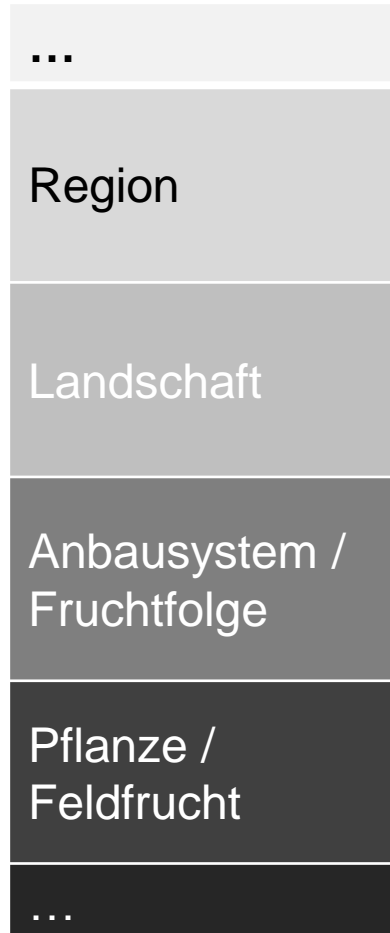 ...
Region
Landschaft
Anbausystem /
Fruchtfolge
Pflanze /
Feldfrucht
...